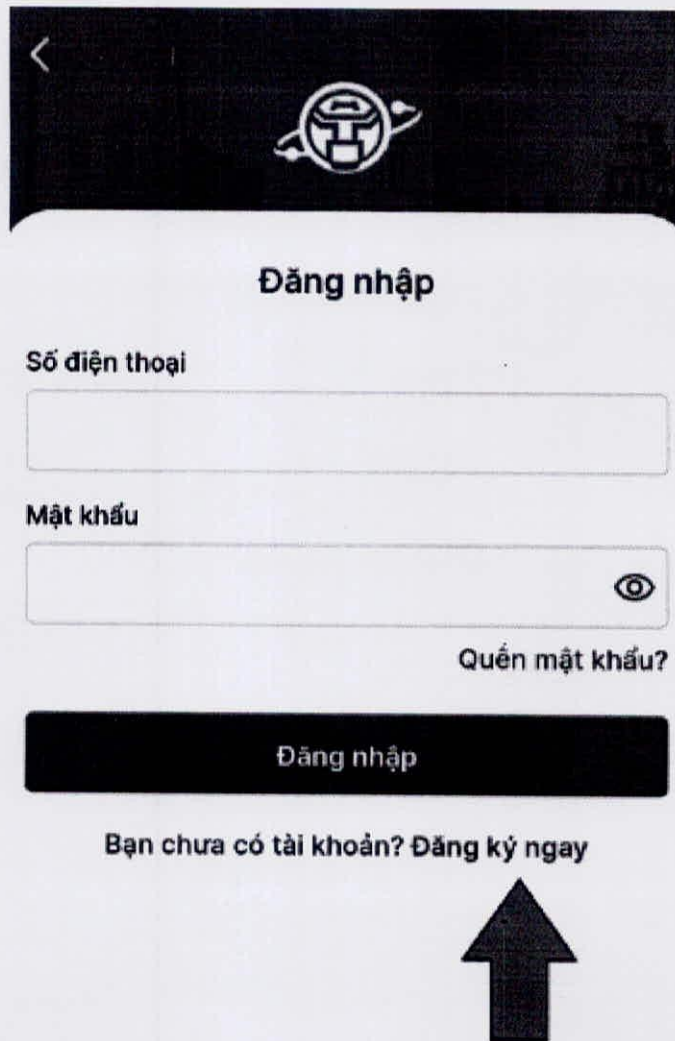 Đăng nhập
Số điện thoại
Mật khẩu
Quến mật khẩu?
Đăng nhập
Bạn chưa có tài khoản? Đăng ký ngay